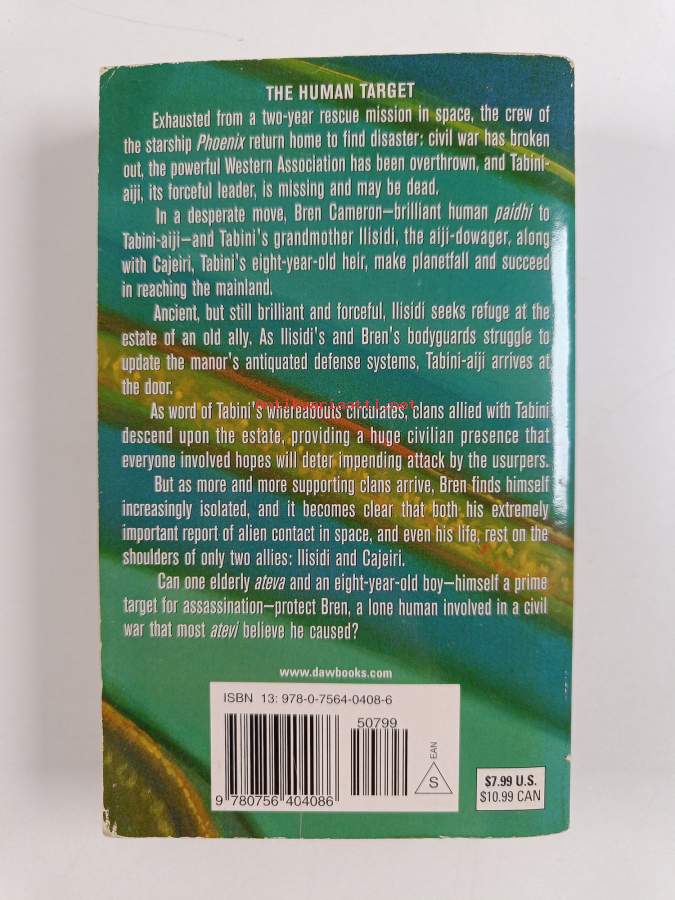 THE HUMAN TARGET
Exhausted from a two-year rescue mission in space, the crew of
the starship Phoenix return home to find disaster: civil war has broken
out, the powerful Western Association has been overthrown, and Tabini-
aiji, its forceful leader, is missing and may be dead.
In a desperate move, Bren Cameron—brilliant human paidhi to
Tabini-aiji—and Tabini's grandmother Ilisidi, the aiji-dowager, along
with Cajeiri, Tabini's eight-year-old heir, make planetfall and succeed
in reaching the mainland.
Ancient, but still brilliant and forceful, Ilisidi seeks refuge at the
estate of an old ally. As Ilisidi's and Bren's bodyguards struggle to
update the manor's antiquated defense systems, Tabini-aiji arrives at
the door.
antikvariaatti.net
As word of Tabini's whereabouts circulates, clans allied with Tabini
descend upon the estate, providing a huge civilian presence that
everyone involved hopes will deter impending attack by the usurpers.
But as more and more supporting clans arrive, Bren finds himself
increasingly isolated, and it becomes clear that both his extremely
important report of alien contact in space, and even his life, rest on the
shoulders of only two allies: Ilisidi and Cajeiri.
Can one elderly ateva and an eight-year-old boy—himself a prime
target for assassination—protect Bren, a lone human involved in a civil
war that most atevi believe he caused?
www.dawbooks.com
ISBN 13: 978-0-7564-0408-6
50799
EAN
S
9 780756 404086
$7.99 U.S.
$10.99 CAN